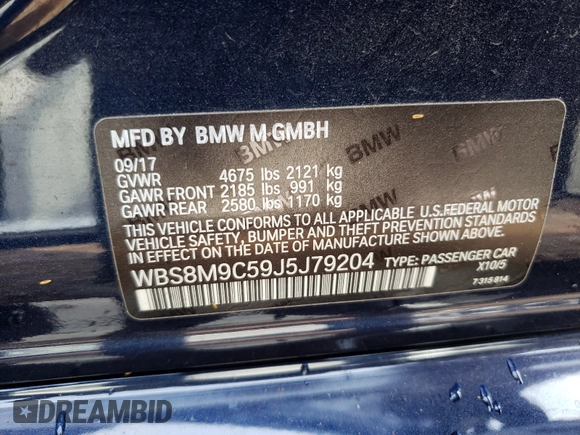 MFD BY BMW M GMBH
09/17
GVWR 4675 lbs 2121 kg
GAWR FRONT 2185 lbs 991 kg
GAWR REAR 2580 lbs 1170 kg
THIS VEHICLE CONFORMS TO ALL APPLICABLE U.S.FEDERAL MOTOR
VEHICLE SAFETY, BUMPER AND THEFT PREVENTION STANDARDS
IN EFFECT ON THE DATE OF MANUFACTURE SHOWN ABOVE.
WBS8M9C59J5J79204 TYPE: PASSENGER CAR
X10/5
7315814
DREAMBID